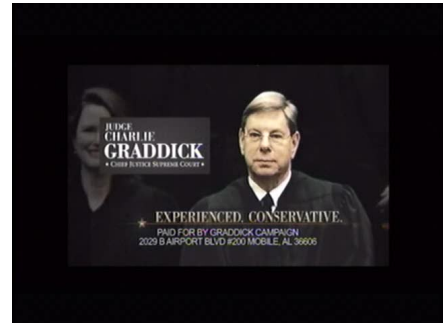 JUDGE
CHARLIE
GRADDICK
• CHIEF JUSTICE SUPREME COURT •
EXPERIENCED. CONSERVATIVE.
PAID FOR BY GRADDICK CAMPAIGN
2029 B AIRPORT BLVD #200 MOBILE, AL 36606